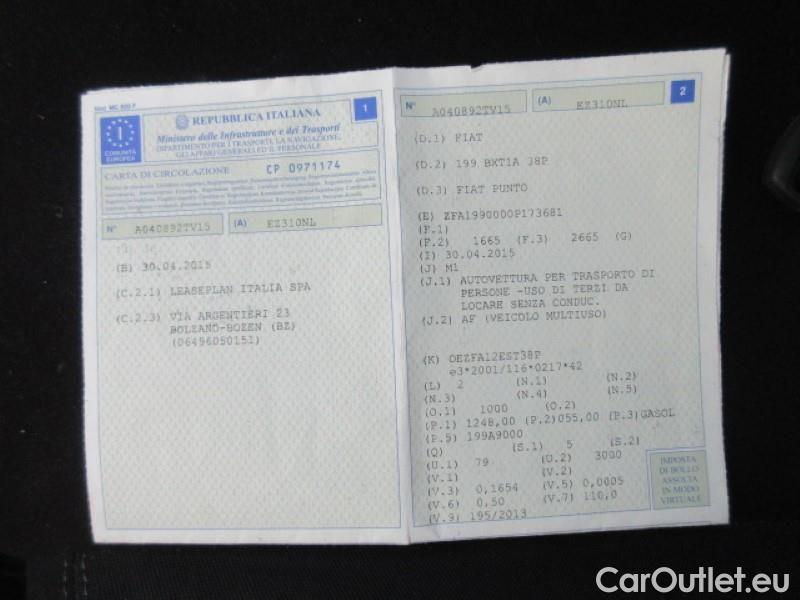 Mod. MC 820 F
REPUBBLICA ITALIANA
1
Ministero delle Infrastrutture e dei Trasporti
DIPARTIMENTO PER I TRASPORTI, LA NAVIGAZIONE,
GLI AFFARI GENERALI ED IL PERSONALE
I
COMUNITÀ
EUROPEA
CARTA DI CIRCOLAZIONE CP 0971174
N° A040892TV15 (A) EZ310NL
(B) 30.04.2015
(C.2.1) LEASEPLAN ITALIA SPA
(C.2.3) VIA ARGENTIERI 23
BOLZANO-BOZEN (BZ)
(06496050151)
N° A040892TV15 (A) EZ310NL 2
(D.1) FIAT
(D.2) 199 BXT1A 38P
(D.3) FIAT PUNTO
(E) ZFA1990000P173681
(F.1)
(F.2) 1665 (F.3) 2665 (G)
(I) 30.04.2015
(J) M1
(J.1) AUTOVETTURA PER TRASPORTO DI
PERSONE -USO DI TERZI DA
LOCARE SENZA CONDUC.
(J.2) AF (VEICOLO MULTIUSO)
(K) OEZFA12EST38P
e3*2001/116*0217*42
(L) 2 (N.1) (N.2)
(N.3) (N.4) (N.5)
(O.1) 1000 (O.2)
(P.1) 1248,00 (P.2)055,00 (P.3)GASOL
(P.5) 199A9000
(Q) (S.1) 5 (S.2)
(U.1) 79 (U.2) 3000
(V.1) (V.2)
(V.3) 0,1654 (V.5) 0,0005
(V.6) 0,50 (V.7) 110,0
(V.9) 195/2013
IMPOSTA
DI BOLLO
ASSOLTA
IN MODO
VIRTUALE
CarOutlet.eu